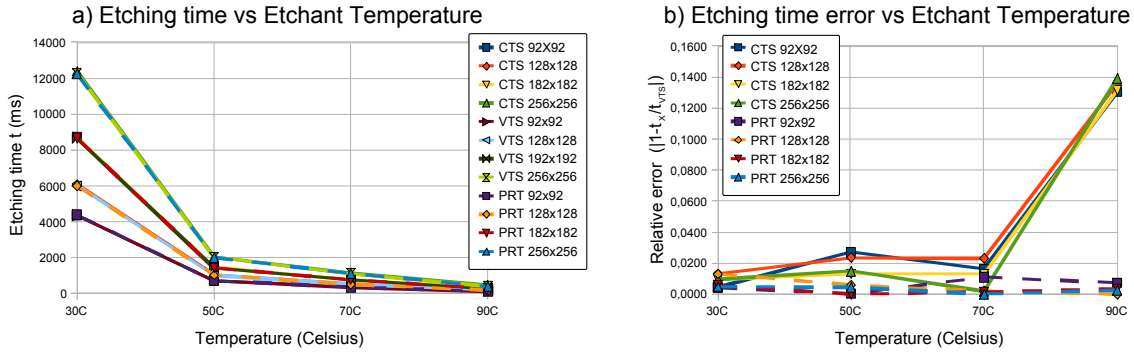 a) Etching time vs Etchant Temperature
14000
12000
10000
8000
6000
4000
2000
0
Etching time t (ms)
30C
50C
70C
90C
Temperature (Celsius)
CTS 92X92
CTS 128x128
CTS 182x182
CTS 256x256
VTS 92x92
VTS 128x128
VTS 192x192
VTS 256x256
PRT 92x92
PRT 128x128
PRT 182x182
PRT 256x256
b) Etching time error vs Etchant Temperature
0,1600
0,1400
0,1200
0,1000
0,0800
0,0600
0,0400
0,0200
0,0000
Relative error (|1-tX/tVTS|)
30C
50C
70C
90C
Temperature (Celsius)
CTS 92X92
CTS 128x128
CTS 182x182
CTS 256x256
PRT 92x92
PRT 128x128
PRT 182x182
PRT 256x256